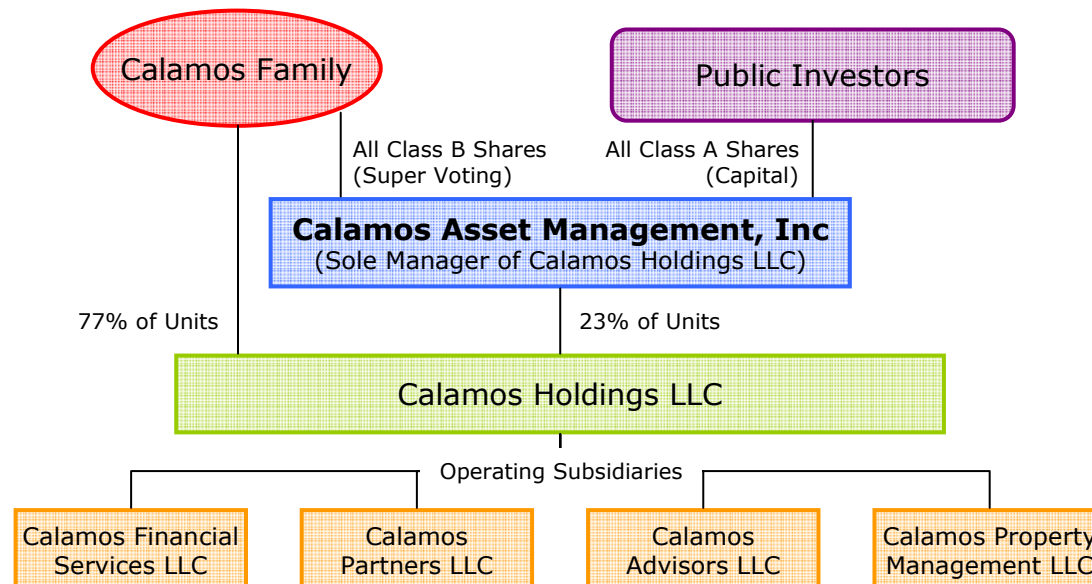 Calamos Family
Public Investors
All Class B Shares
(Super Voting)
All Class A Shares
(Capital)
Calamos Asset Management, Inc
(Sole Manager of Calamos Holdings LLC)
77% of Units
23% of Units
Calamos Holdings LLC
Operating Subsidiaries
Calamos Financial
Services LLC
Calamos
Partners LLC
Calamos
Advisors LLC
Calamos Property
Management LLC